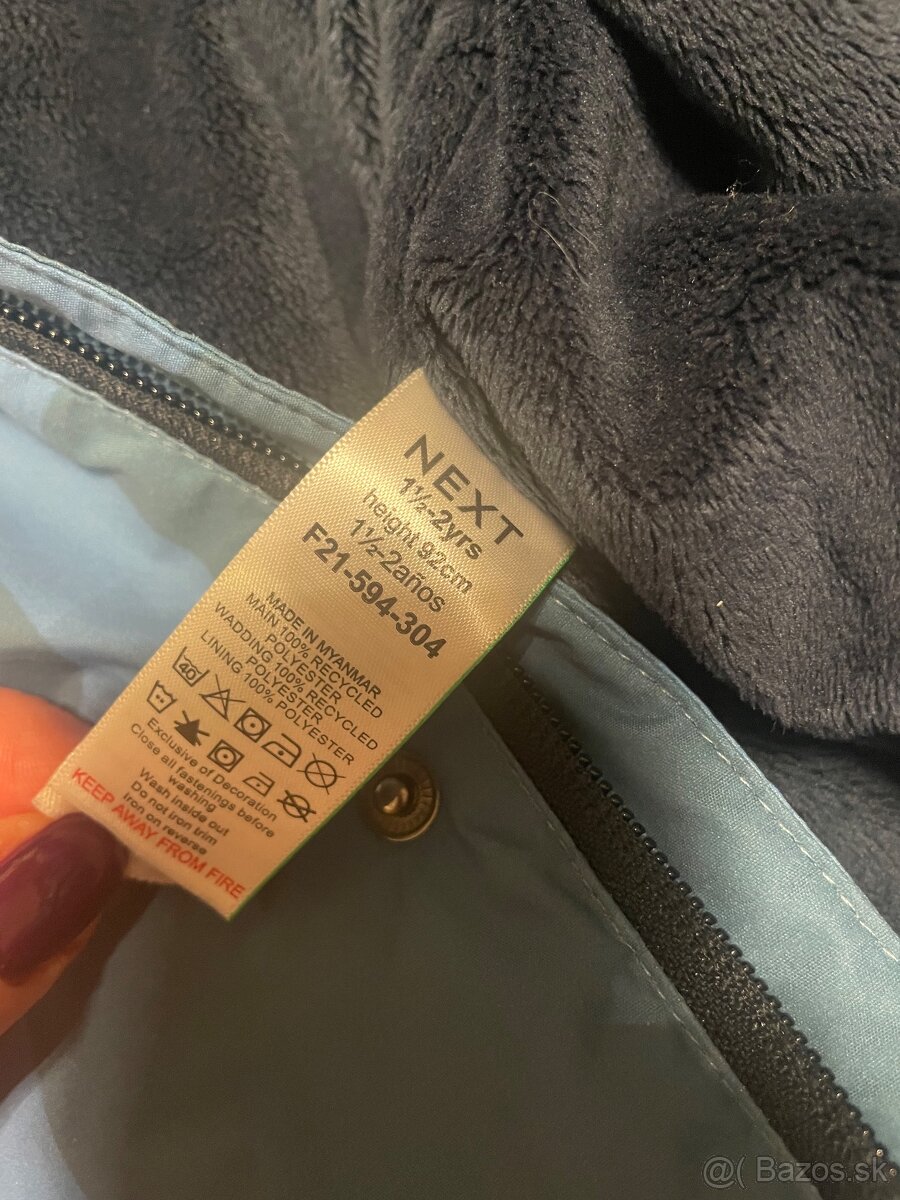 NEXT
1½-2yrs
height 92cm
1½-2años
F21-594-304
MADE IN MYANMAR
MAIN 100% RECYCLED
POLYESTER
WADDING 100% RECYCLED
POLYESTER
LINING 100% POLYESTER
100% POLYESTER
40
Exclusive of Decoration
Close all fastenings before
washing
Wash inside out
Do not iron trim
Iron on reverse
KEEP AWAY FROM FIRE
@( Bazos.sk